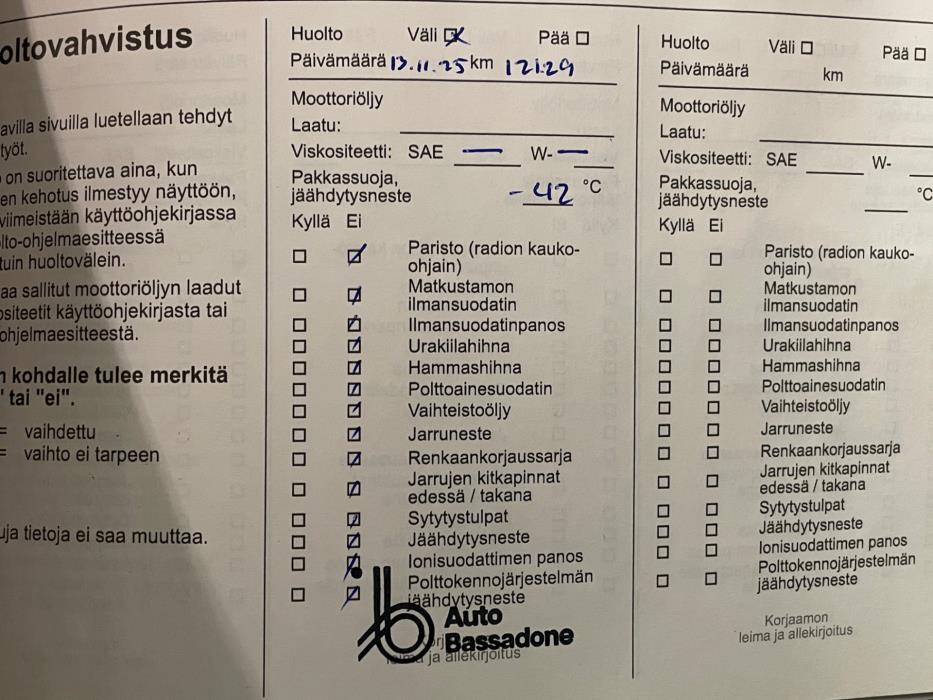 oltovahvistus
avilla sivuilla luetellaan tehdyt
työt.
on suoritettava aina, kun
en kehotus ilmestyy näyttöön,
viimeistään käyttöohjekirjassa
lto-ohjelmaesitteessä
tuin huoltovälein.
aa sallitut moottoriöljyn laadut
ositeetit käyttöohjekirjasta tai
ohjelmaesitteestä.
n kohdalle tulee merkitä
" tai "ei".
= vaihdettu
= vaihto ei tarpeen
uja tietoja ei saa muuttaa.
Huolto Väli Pää
Päivämäärä 13.11.25 km 12129
Moottoriöljy
Laatu:
Viskositeetti: SAE — W- —
Pakkassuoja,
jäähdytysneste -42 °C
Kyllä Ei
Paristo (radion kauko-
ohjain)
Matkustamon
ilmansuodatin
Ilmansuodatinpanos
Urakiilahihna
Hammashihna
Polttoainesuodatin
Vaihteistoöljy
Jarruneste
Renkaankorjaussarja
Jarrujen kitkapinnat
edessä / takana
Sytytystulpat
Jäähdytysneste
Ionisuodattimen panos
Polttokennojärjestelmän
jäähdytysneste
Auto
Bassadone
ja allekirjoitus
Huolto Väli Pää
Päivämäärä km
Moottoriöljy
Laatu:
Viskositeetti: SAE W-
Pakkassuoja,
jäähdytysneste °C
Kyllä Ei
Paristo (radion kauko-
ohjain)
Matkustamon
ilmansuodatin
Ilmansuodatinpanos
Urakiilahihna
Hammashihna
Polttoainesuodatin
Vaihteistoöljy
Jarruneste
Renkaankorjaussarja
Jarrujen kitkapinnat
edessä / takana
Sytytystulpat
Jäähdytysneste
Ionisuodattimen panos
Polttokennojärjestelmän
jäähdytysneste
Korjaamon
leima ja allekirjoitus